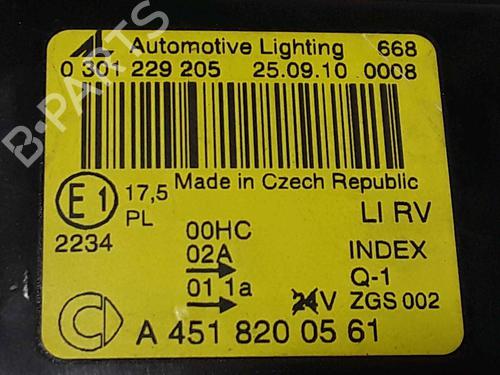 AL Automotive Lighting 668
0 301 229 205 25.09.10 0008
Made in Czech Republic
E1 17,5
PL
2234
LI RV
00HC
02A
INDEX
Q-1
01 1a
24V ZGS 002
A 451 820 05 61
B-PARTS